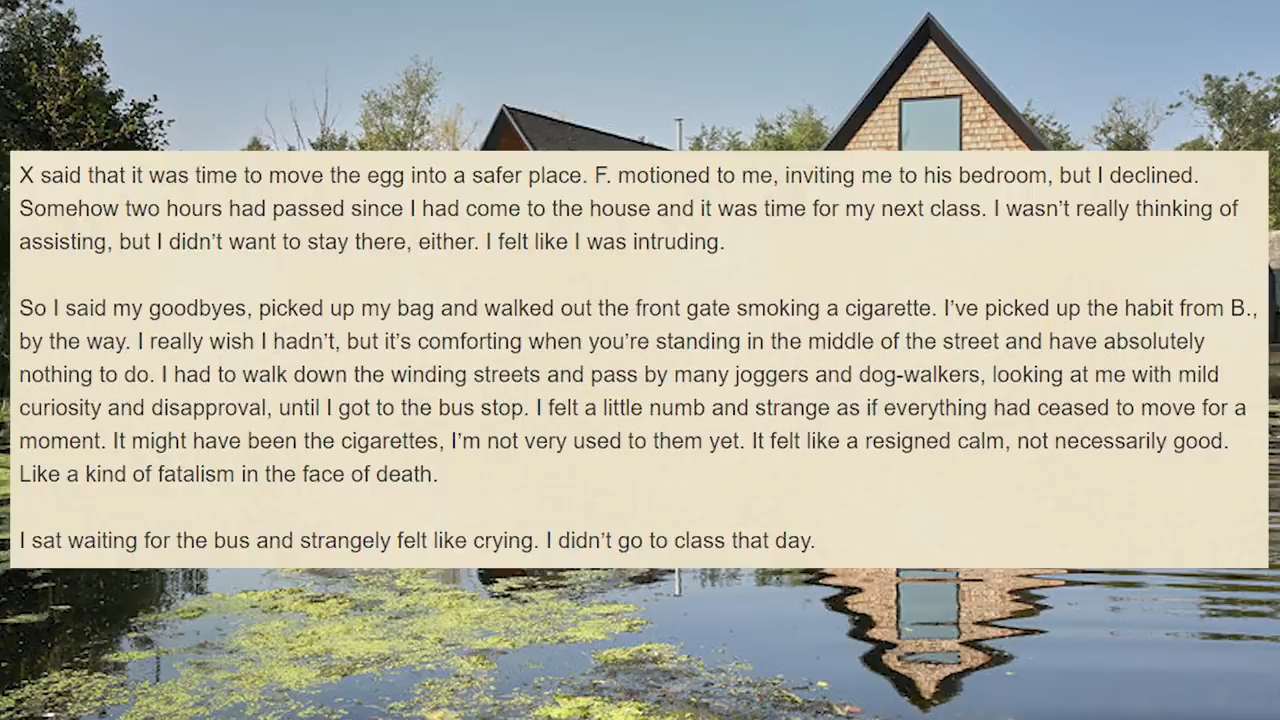 X said that it was time to move the egg into a safer place. F. motioned to me, inviting me to his bedroom, but I declined.
Somehow two hours had passed since I had come to the house and it was time for my next class. I wasn’t really thinking of
assisting, but I didn’t want to stay there, either. I felt like I was intruding.
So I said my goodbyes, picked up my bag and walked out the front gate smoking a cigarette. I’ve picked up the habit from B.,
by the way. I really wish I hadn’t, but it’s comforting when you’re standing in the middle of the street and have absolutely
nothing to do. I had to walk down the winding streets and pass by many joggers and dog-walkers, looking at me with mild
curiosity and disapproval, until I got to the bus stop. I felt a little numb and strange as if everything had ceased to move for a
moment. It might have been the cigarettes, I’m not very used to them yet. It felt like a resigned calm, not necessarily good.
Like a kind of fatalism in the face of death.
I sat waiting for the bus and strangely felt like crying. I didn’t go to class that day.